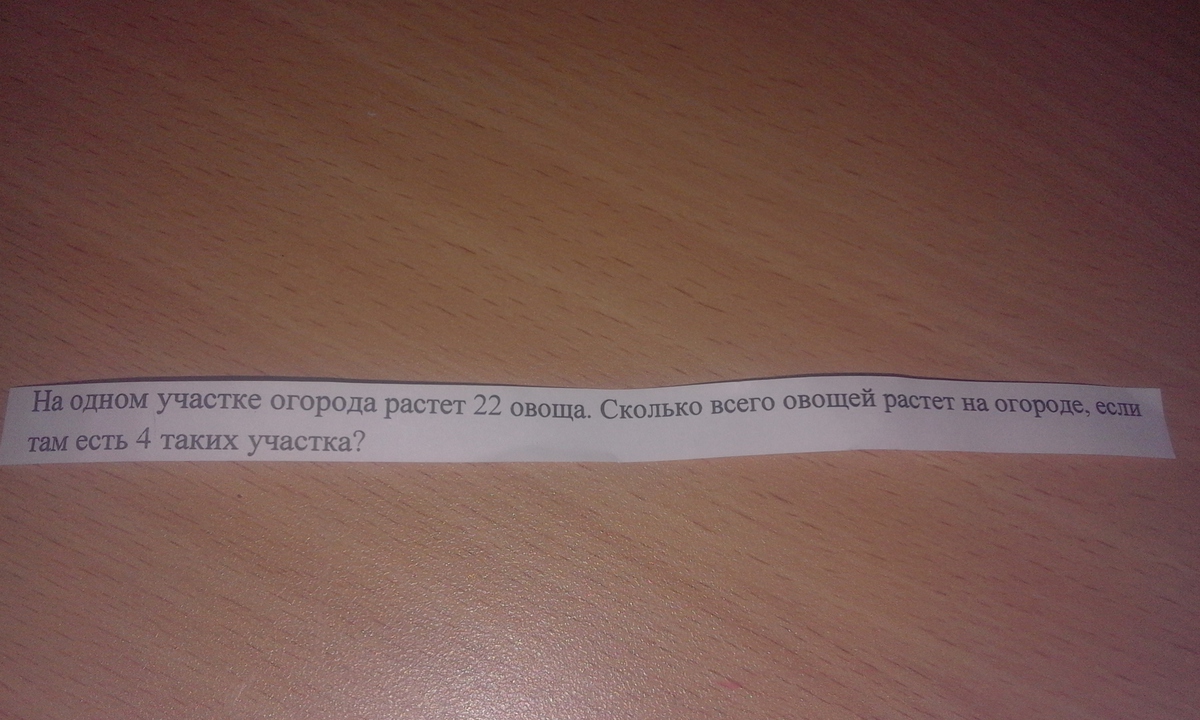 На одном участке огорода растет 22 овоща. Сколько всего овощей растет на огороде, если
там есть 4 таких участка?